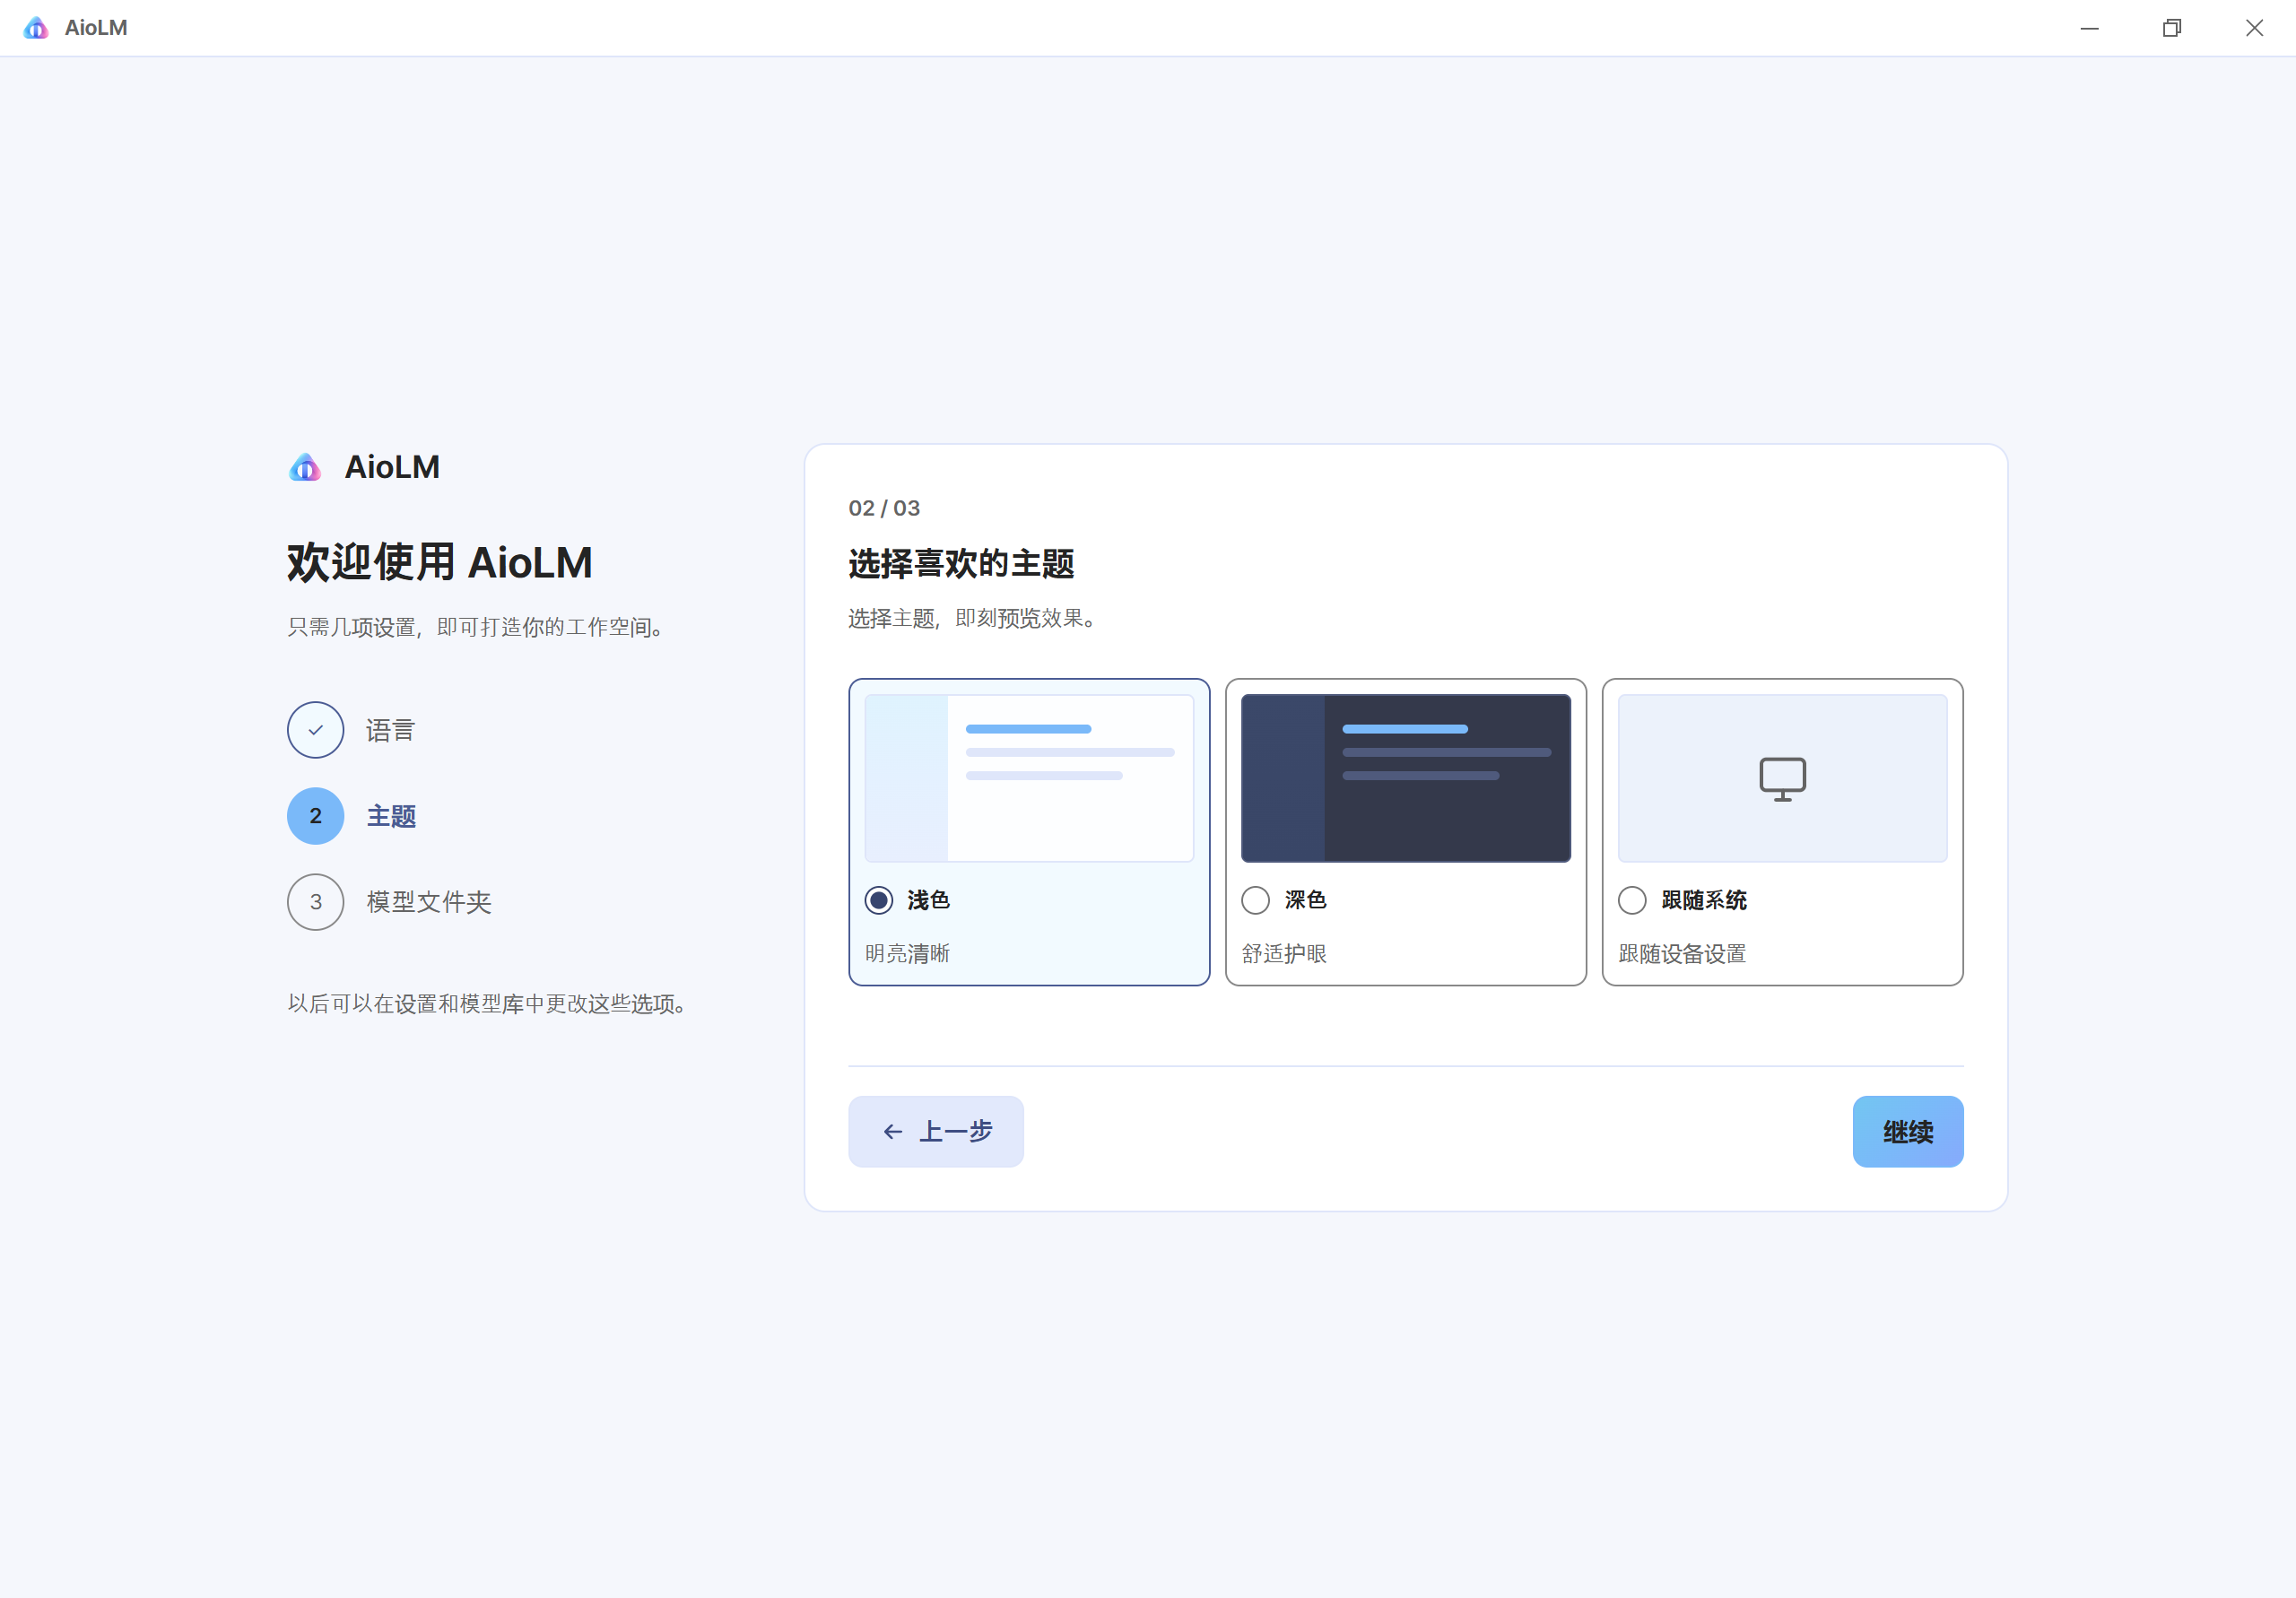 AioLM
AioLM
欢迎使用 AioLM
只需几项设置，即可打造你的工作空间。
语言
2 主题
3 模型文件夹
以后可以在设置和模型库中更改这些选项。
02 / 03
选择喜欢的主题
选择主题，即刻预览效果。
浅色
明亮清晰
深色
舒适护眼
跟随系统
跟随设备设置
上一步
继续